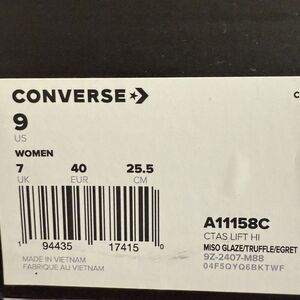 CONVERSE
9
US
WOMEN
7 40 25.5
UK EUR CM
1 94435 17415 0
MADE IN VIETNAM
FABRIQUÉ AU VIETNAM
A11158C
CTAS LIFT HI
MISO GLAZE/TRUFFLE/EGRET
9Z-2407-M88
04F5QYQ6BKTWF
C